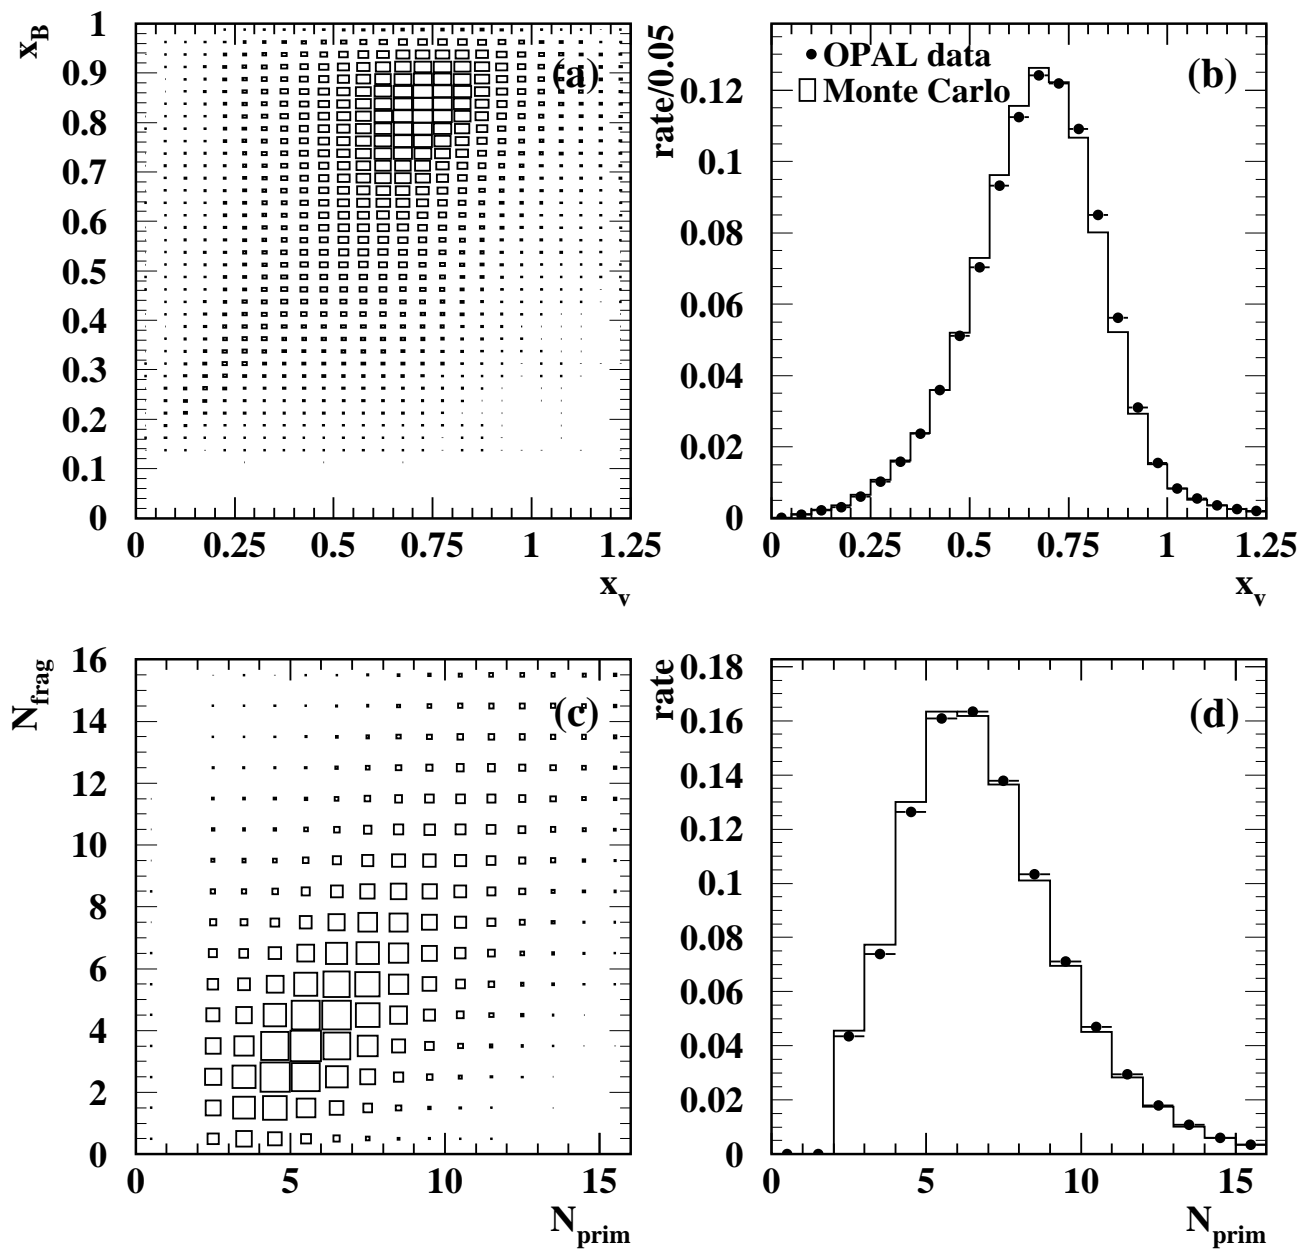 x_B
1
0.9
0.8
0.7
0.6
0.5
0.4
0.3
0.2
0.1
0
(a)
0 0.25 0.5 0.75 1 1.25
x_v
rate/0.05
0.12
0.1
0.08
0.06
0.04
0.02
0
OPAL data
Monte Carlo
(b)
0 0.25 0.5 0.75 1 1.25
x_v
N_frag
16
14
12
10
8
6
4
2
0
(c)
0 5 10 15
N_prim
rate
0.18
0.16
0.14
0.12
0.1
0.08
0.06
0.04
0.02
0
(d)
0 5 10 15
N_prim